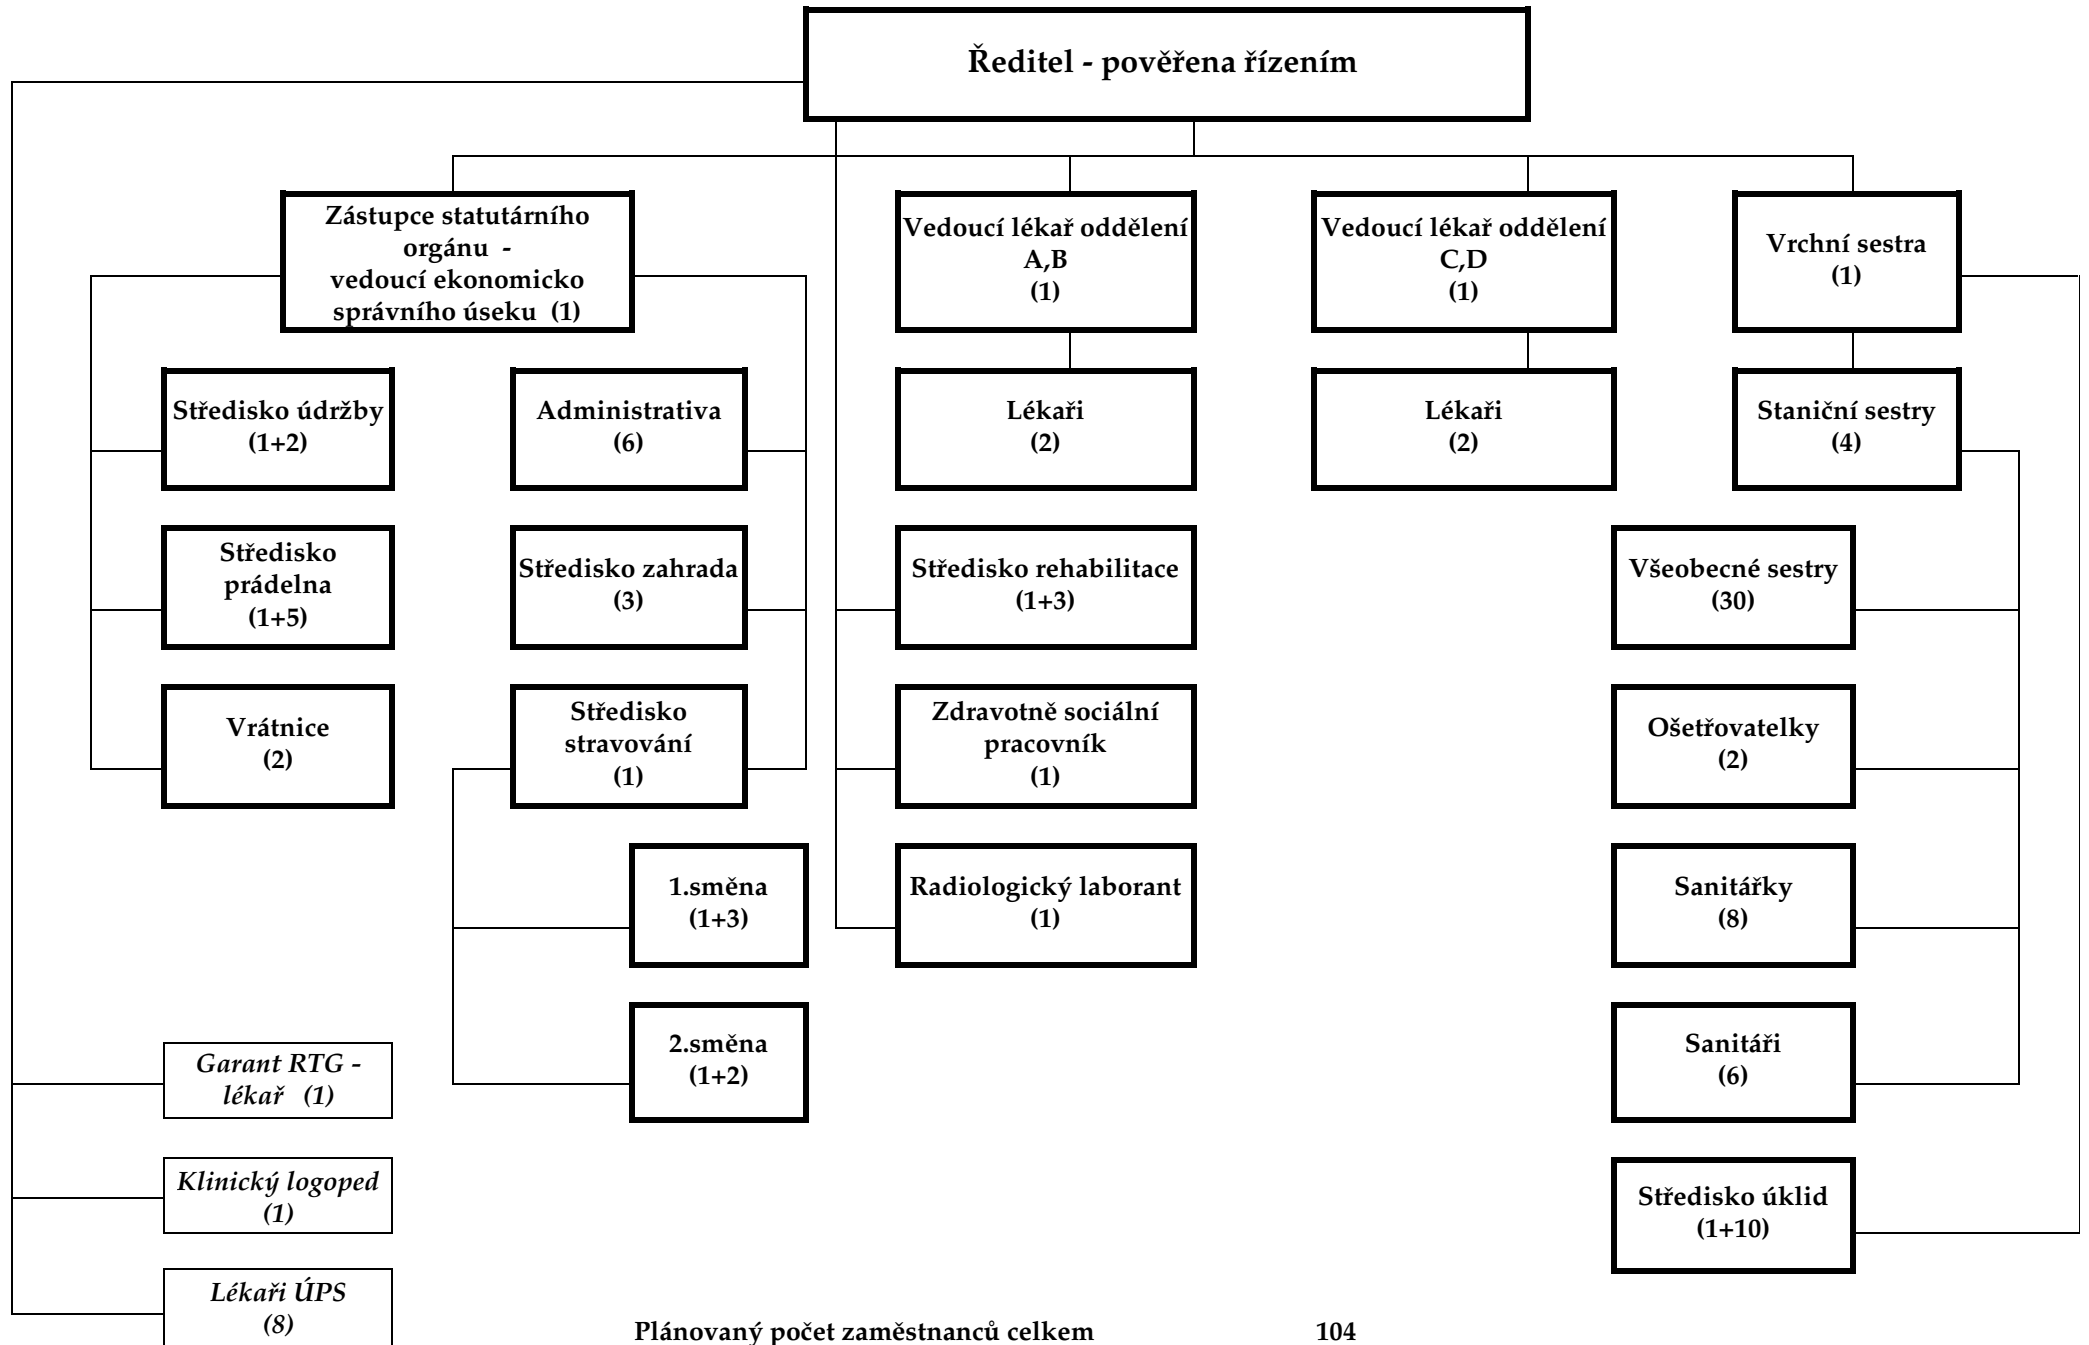 Ředitel - pověřena řízením
Zástupce statutárního
orgánu -
vedoucí ekonomicko
správního úseku (1)
Vedoucí lékař oddělení
A,B
(1)
Vedoucí lékař oddělení
C,D
(1)
Vrchní sestra
(1)
Středisko údržby
(1+2)
Administrativa
(6)
Lékaři
(2)
Lékaři
(2)
Staniční sestry
(4)
Středisko
prádelna
(1+5)
Středisko zahrada
(3)
Středisko rehabilitace
(1+3)
Všeobecné sestry
(30)
Vrátnice
(2)
Středisko
stravování
(1)
Zdravotně sociální
pracovník
(1)
Ošetřovatelky
(2)
1.směna
(1+3)
Radiologický laborant
(1)
Sanitářky
(8)
2.směna
(1+2)
Sanitáři
(6)
Garant RTG -
lékař (1)
Klinický logoped
(1)
Středisko úklid
(1+10)
Lékaři ÚPS
(8)
Plánovaný počet zaměstnanců celkem 104